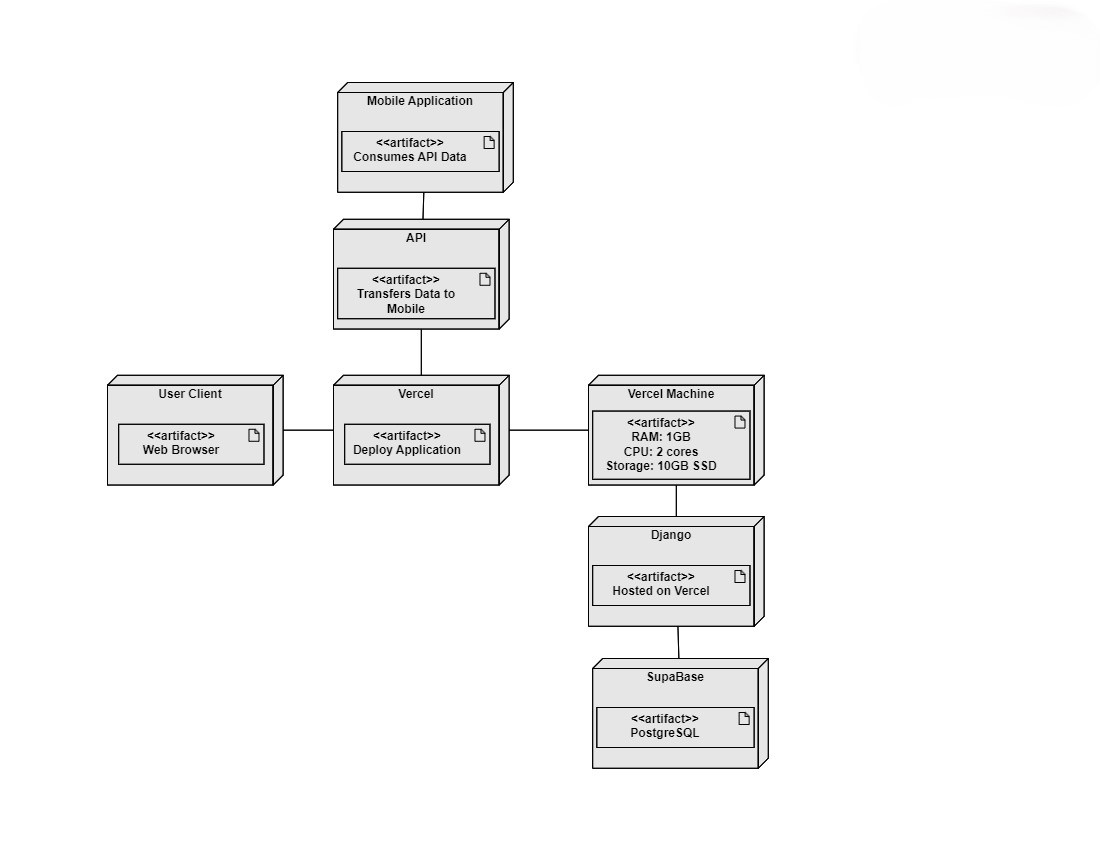 Mobile Application
<<artifact>>
Consumes API Data
API
<<artifact>>
Transfers Data to
Mobile
User Client
<<artifact>>
Web Browser
Vercel
<<artifact>>
Deploy Application
Vercel Machine
<<artifact>>
RAM: 1GB
CPU: 2 cores
Storage: 10GB SSD
Django
<<artifact>>
Hosted on Vercel
SupaBase
<<artifact>>
PostgreSQL